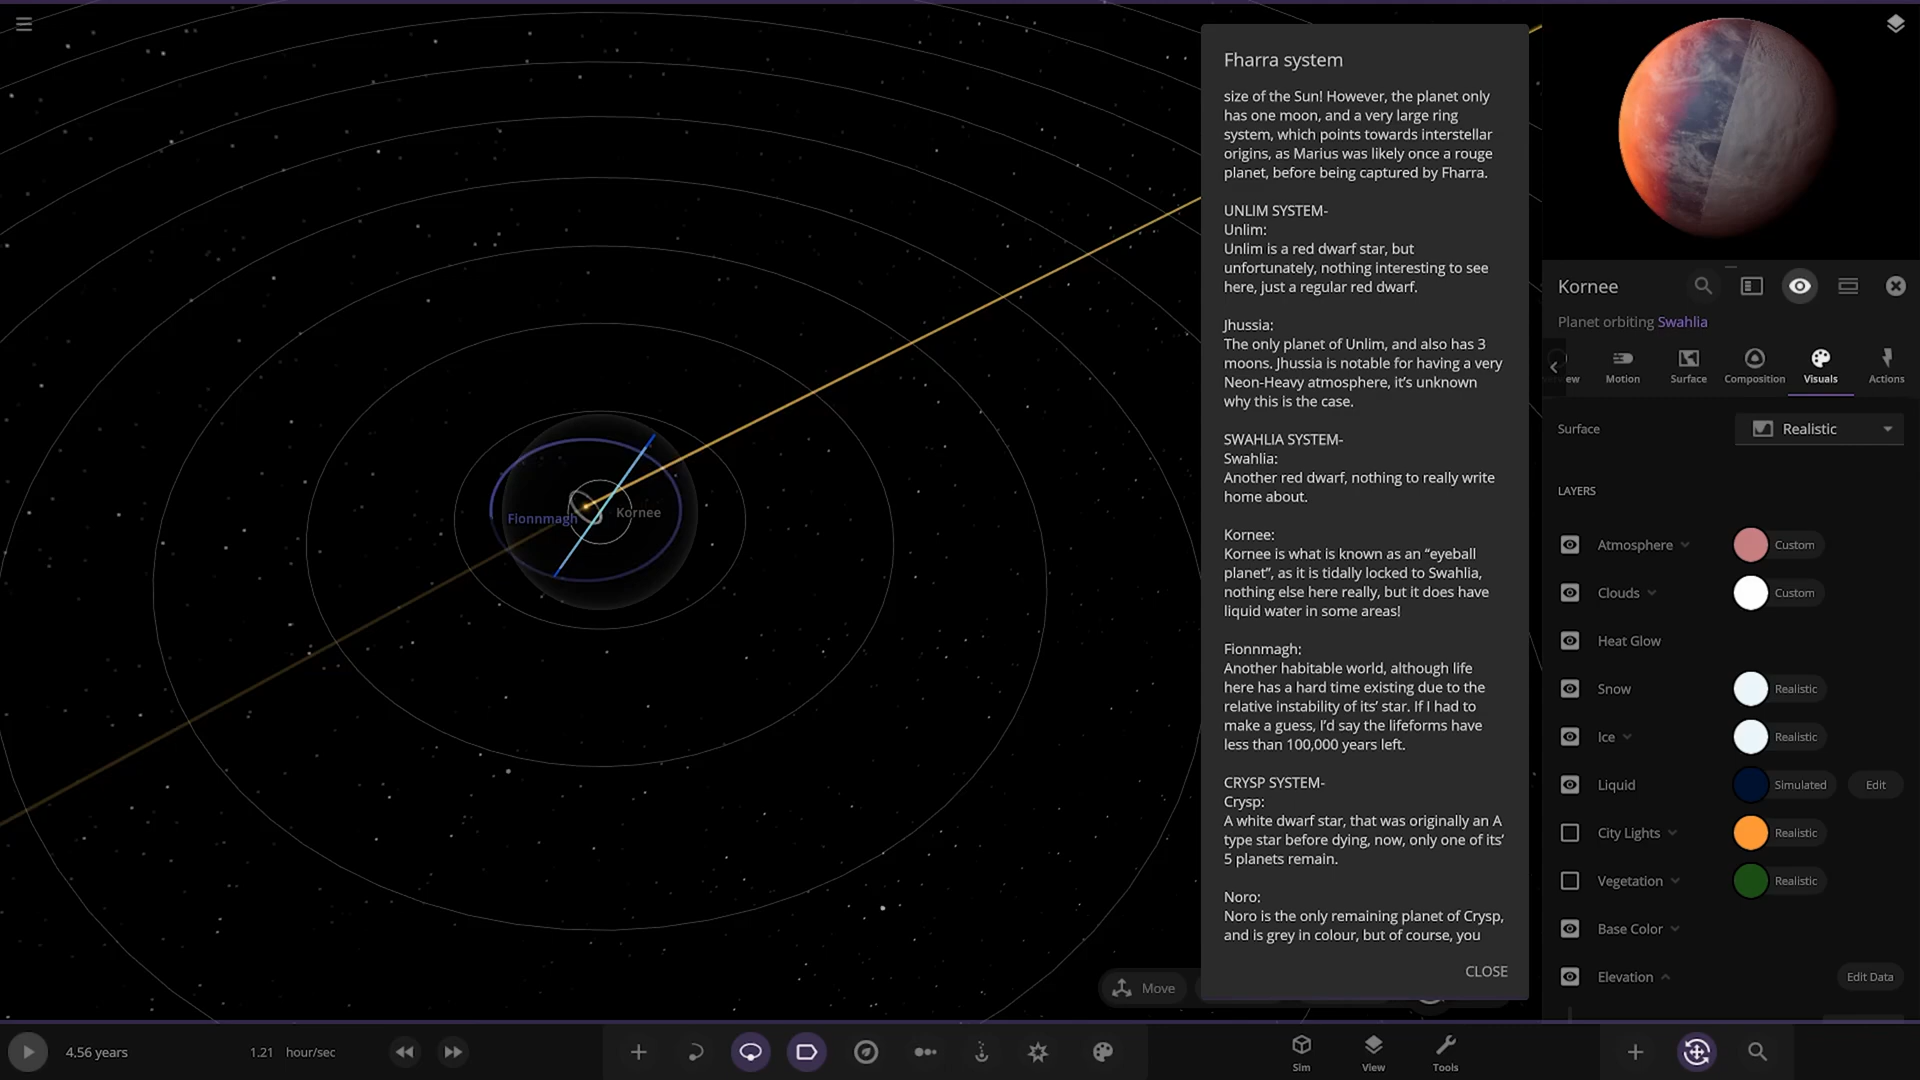 Fharra system
size of the Sun! However, the planet only
has one moon, and a very large ring
system, which points towards interstellar
origins, as Marius was likely once a rouge
planet, before being captured by Fharra.
UNLIM SYSTEM-
Unlim:
Unlim is a red dwarf star, but
unfortunately, nothing interesting to see
here, just a regular red dwarf.
Jhussia:
The only planet of Unlim, and also has 3
moons. Jhussia is notable for having a very
Neon-Heavy atmosphere, it’s unknown
why this is the case.
SWAHLIA SYSTEM-
Swahlia:
Another red dwarf, nothing to really write
home about.
Kornee:
Kornee is what is known as an “eyeball
planet”, as it is tidally locked to Swahlia,
nothing else here really, but it does have
liquid water in some areas!
Fionnmagh:
Another habitable world, although life
here has a hard time existing due to the
relative instability of its’ star. If I had to
make a guess, I’d say the lifeforms have
less than 100,000 years left.
CRYSP SYSTEM-
Crysp:
A white dwarf star, that was originally an A
type star before dying, now, only one of its’
5 planets remain.
Noro:
Noro is the only remaining planet of Crysp,
and is grey in colour, but of course, you
CLOSE
Fionnmagh
Kornee
Move
Kornee
Planet orbiting Swahlia
Motion
Surface
Composition
Visuals
Actions
Surface
Realistic
LAYERS
Atmosphere
Custom
Clouds
Custom
Heat Glow
Snow
Realistic
Ice
Realistic
Liquid
Simulated
Edit
City Lights
Realistic
Vegetation
Realistic
Base Color
Elevation
Edit Data
4.56 years
1.21 hour/sec
Sim
View
Tools